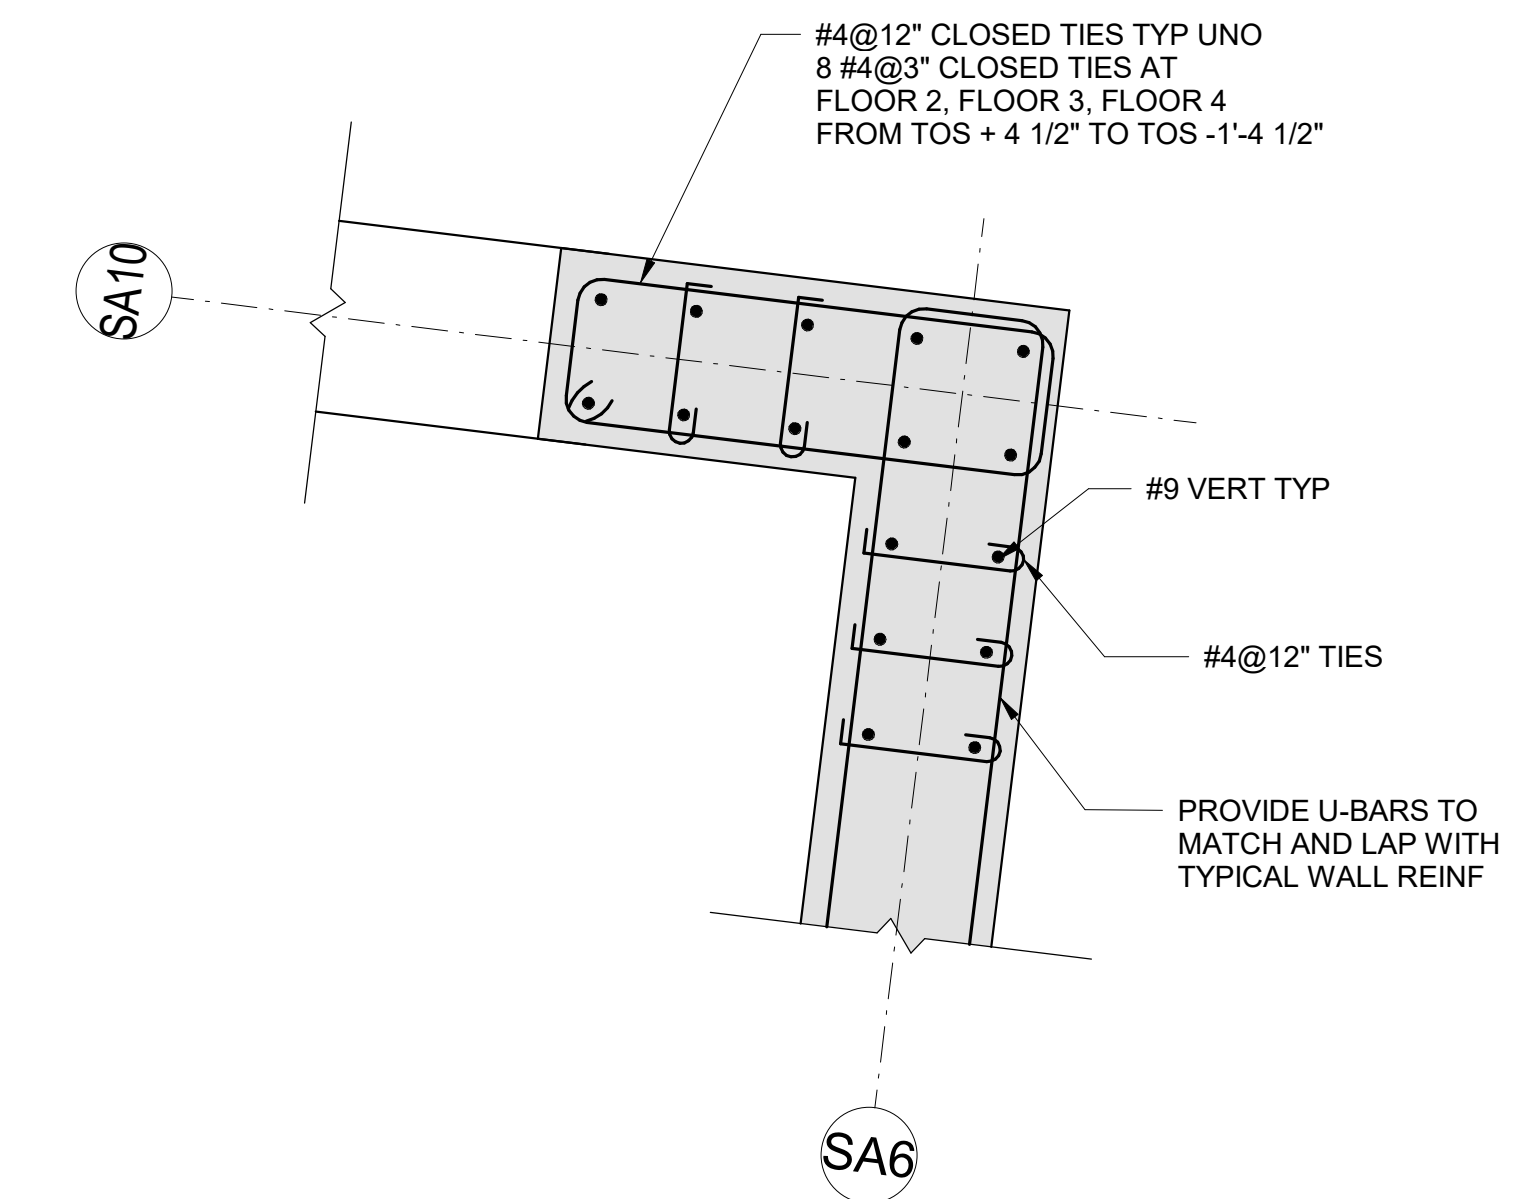 #4@12" CLOSED TIES TYP UNO
8 #4@3" CLOSED TIES AT
FLOOR 2, FLOOR 3, FLOOR 4
FROM TOS + 4 1/2" TO TOS -1'-4 1/2"
SA10
#9 VERT TYP
#4@12" TIES
PROVIDE U-BARS TO
MATCH AND LAP WITH
TYPICAL WALL REINF
SA6